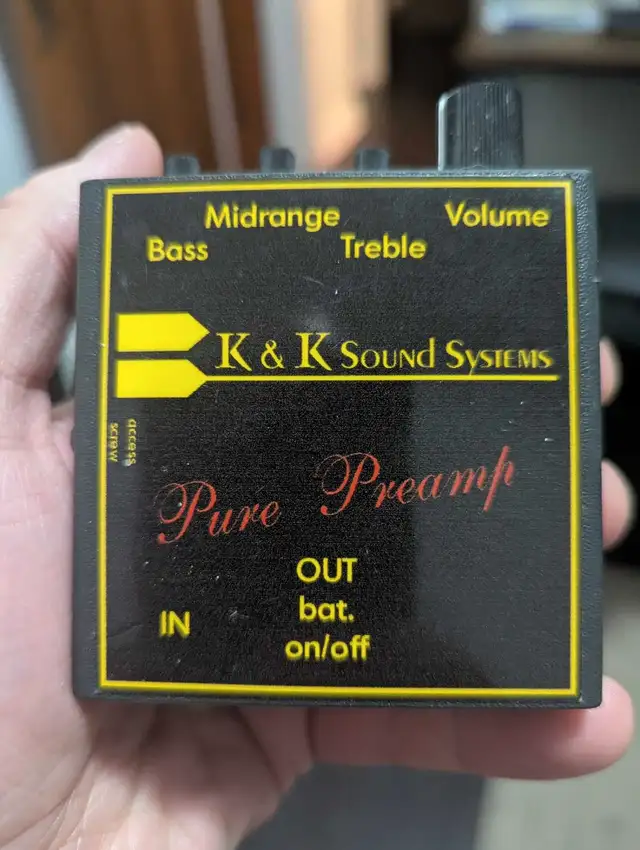 Midrange Volume
Bass Treble
K & K Sound Systems
access
screw
Pure Preamp
OUT
IN bat.
on/off